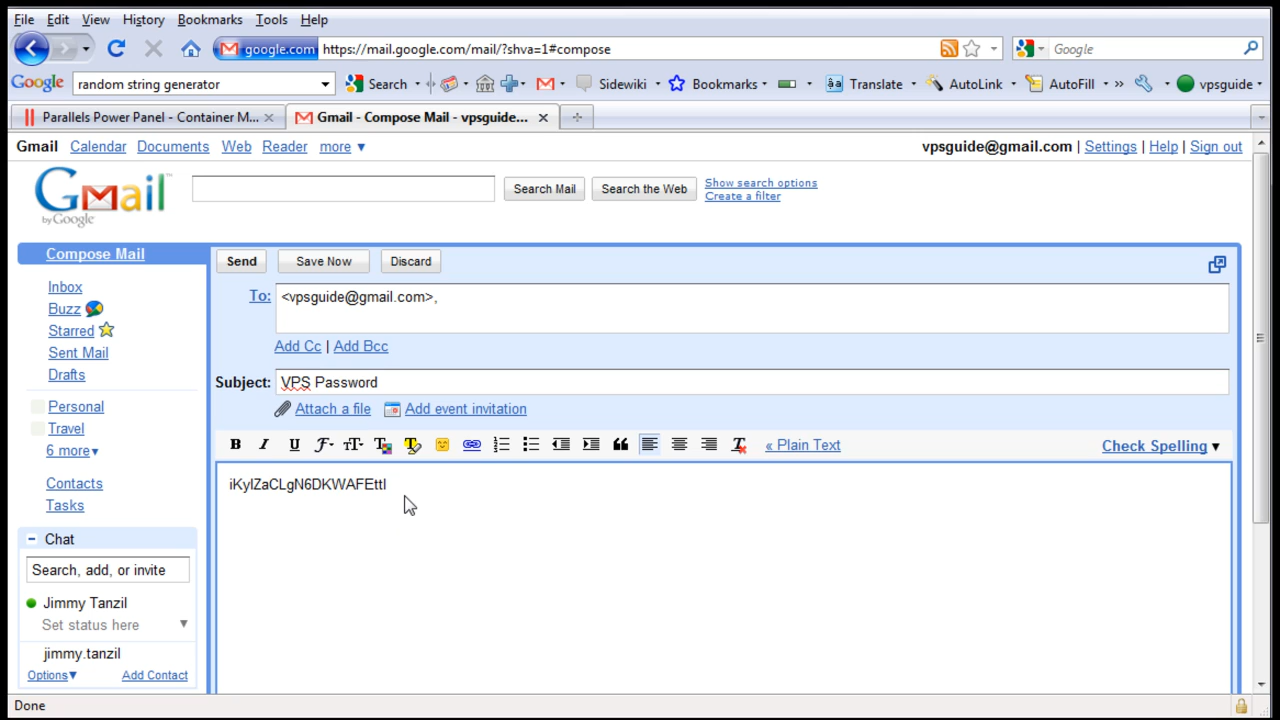 File Edit View History Bookmarks Tools Help
google.com https://mail.google.com/mail/?shva=1#compose Google
Google random string generator Search Sidewiki Bookmarks Translate AutoLink AutoFill » vpsguide
Parallels Power Panel - Container M... Gmail - Compose Mail - vpsguide...
Gmail Calendar Documents Web Reader more ▼ vpsguide@gmail.com | Settings | Help | Sign out
Gmail by Google™ Search Mail Search the Web Show search options
Create a filter
Compose Mail
Send Save Now Discard
Inbox
To: <vpsguide@gmail.com>,
Buzz
Starred
Sent Mail
Add Cc | Add Bcc
Drafts
Subject: VPS Password
Personal
Attach a file Add event invitation
Travel
6 more▼
B I U F T T T « Plain Text Check Spelling ▼
Contacts
iKylZaCLgN6DKWAFEttI
Tasks
Chat
Search, add, or invite
Jimmy Tanzil
Set status here
jimmy.tanzil
Options▼ Add Contact
Done